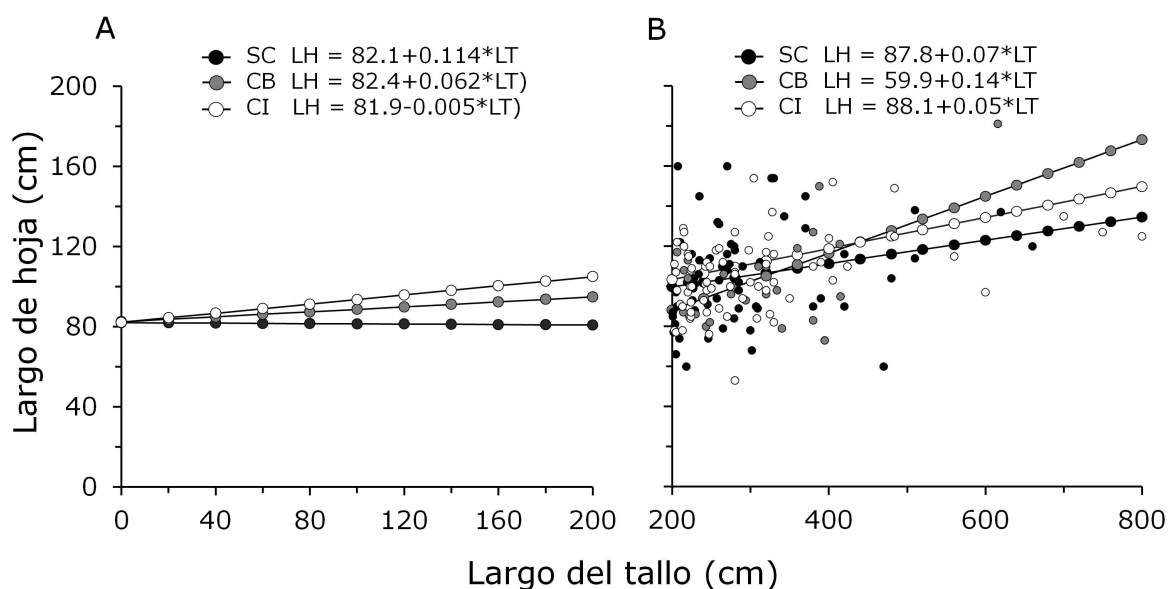 A
SC LH = 82.1+0.114*LT
CB LH = 82.4+0.062*LT)
CI LH = 81.9-0.005*LT)
B
SC LH = 87.8+0.07*LT
CB LH = 59.9+0.14*LT
CI LH = 88.1+0.05*LT
Largo de hoja (cm)
200
160
120
80
40
0
0 40 80 120 160 200
200 400 600 800
Largo del tallo (cm)